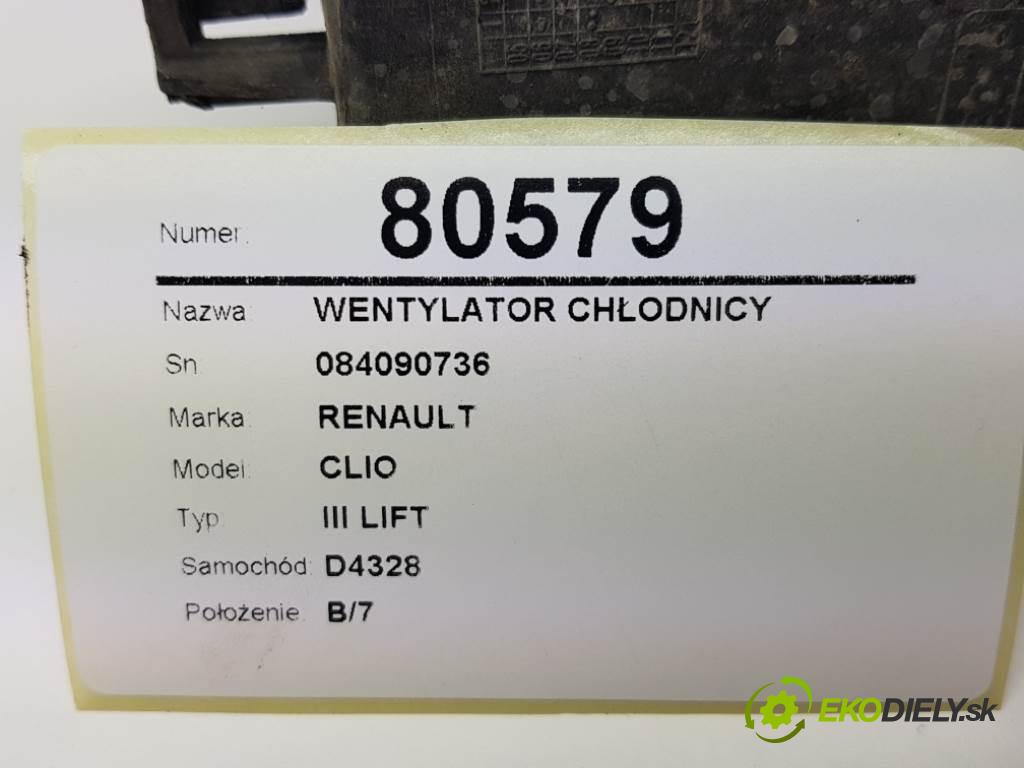 Numer: 80579
Nazwa: WENTYLATOR CHŁODNICY
Sn: 084090736
Marka: RENAULT
Model: CLIO
Typ: III LIFT
Samochód: D4328
Położenie: B/7
EKODIELY.sk